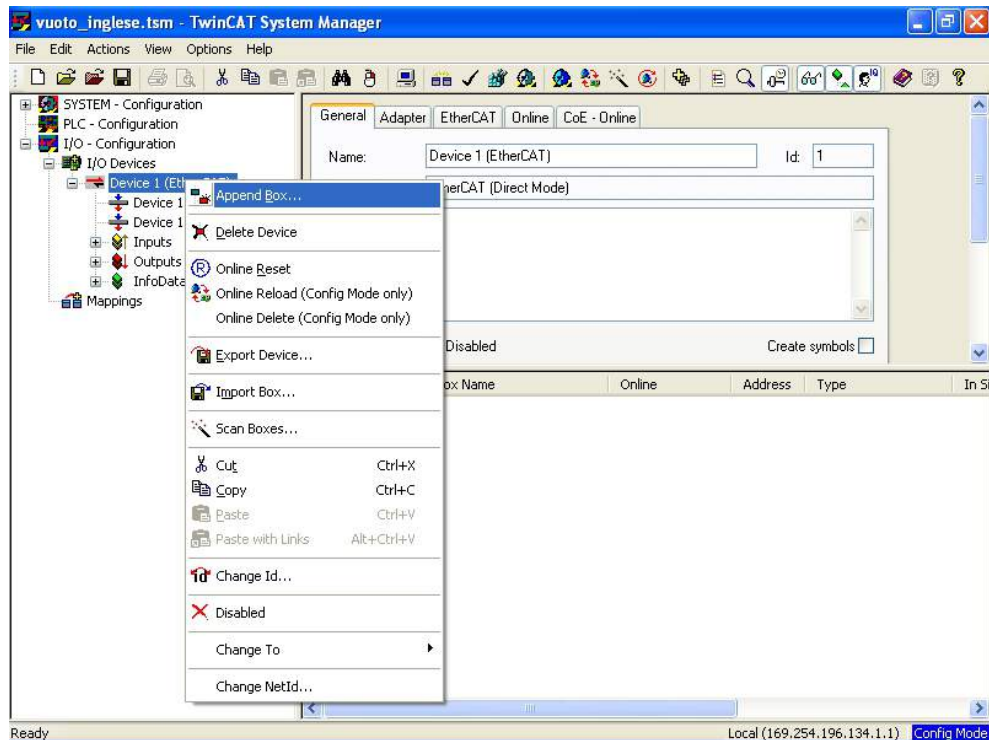 vuoto_inglese.tsm - TwinCAT System Manager
File Edit Actions View Options Help
SYSTEM - Configuration
PLC - Configuration
I/O - Configuration
I/O Devices
Device 1 (EtherCAT)
Device 1
Device 1
Inputs
Outputs
InfoData
Mappings
General Adapter EtherCAT Online CoE - Online
Name: Device 1 (EtherCAT) Id: 1
herCAT (Direct Mode)
Disabled Create symbols
ox Name Online Address Type In Si
Append Box...
Delete Device
Online Reset
Online Reload (Config Mode only)
Online Delete (Config Mode only)
Export Device...
Import Box...
Scan Boxes...
Cut Ctrl+X
Copy Ctrl+C
Paste Ctrl+V
Paste with Links Alt+Ctrl+V
Change Id...
Disabled
Change To
Change NetId...
Ready Local (169.254.196.134.1.1) Config Mode